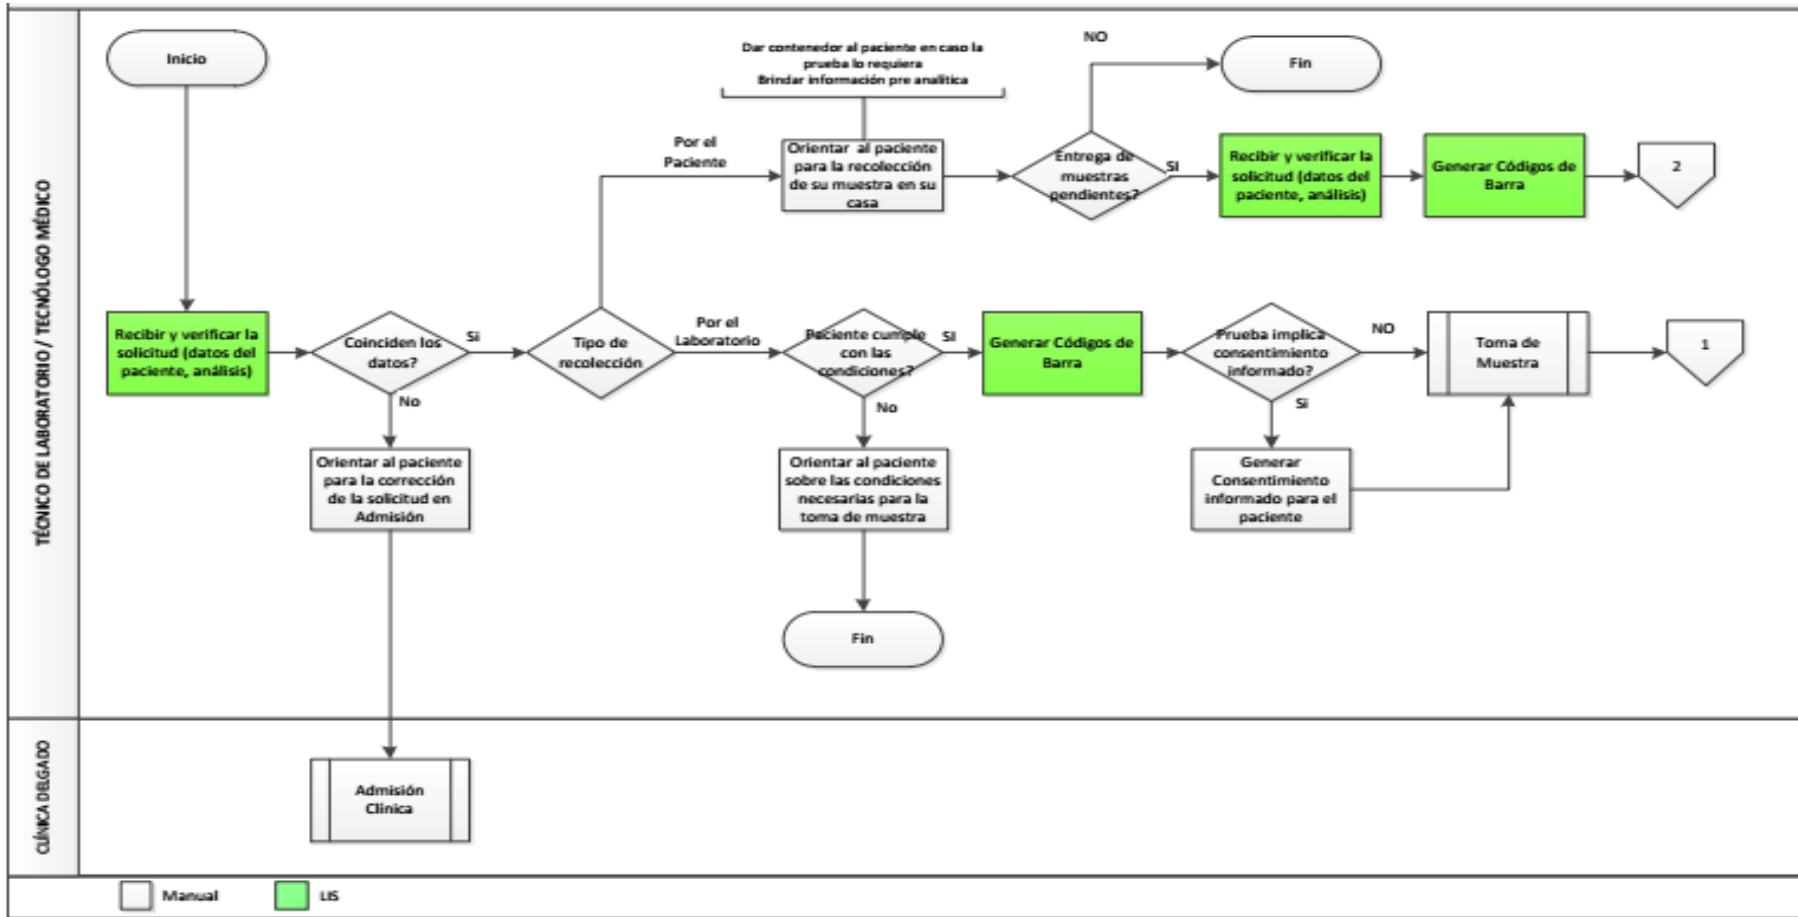 TÉCNICO DE LABORATORIO / TECNÓLOGO MÉDICO
Inicio
Dar contenedor al paciente en caso la
prueba lo requiera
Brindar información pre analítica
NO
Fin
Por el
Paciente
Orientar al paciente
para la recolección
de su muestra en su
casa
Entrega de
muestras
pendientes?
SI
Recibir y verificar la
solicitud (datos del
paciente, análisis)
Generar Códigos de
Barra
2
Recibir y verificar la
solicitud (datos del
paciente, análisis)
Coinciden los
datos?
Si
Tipo de
recolección
Por el
Laboratorio
Peciente cumple
con las
condiciones?
SI
Generar Códigos de
Barra
Prueba implica
consentimiento
informado?
NO
Toma de
Muestra
1
No
No
Si
Orientar al paciente
para la corrección
de la solicitud en
Admisión
Orientar al paciente
sobre las condiciones
necesarias para la
toma de muestra
Generar
Consentimiento
informado para el
paciente
Fin
CLÍNICA DELGADO
Admisión
Clínica
Manual
LIS